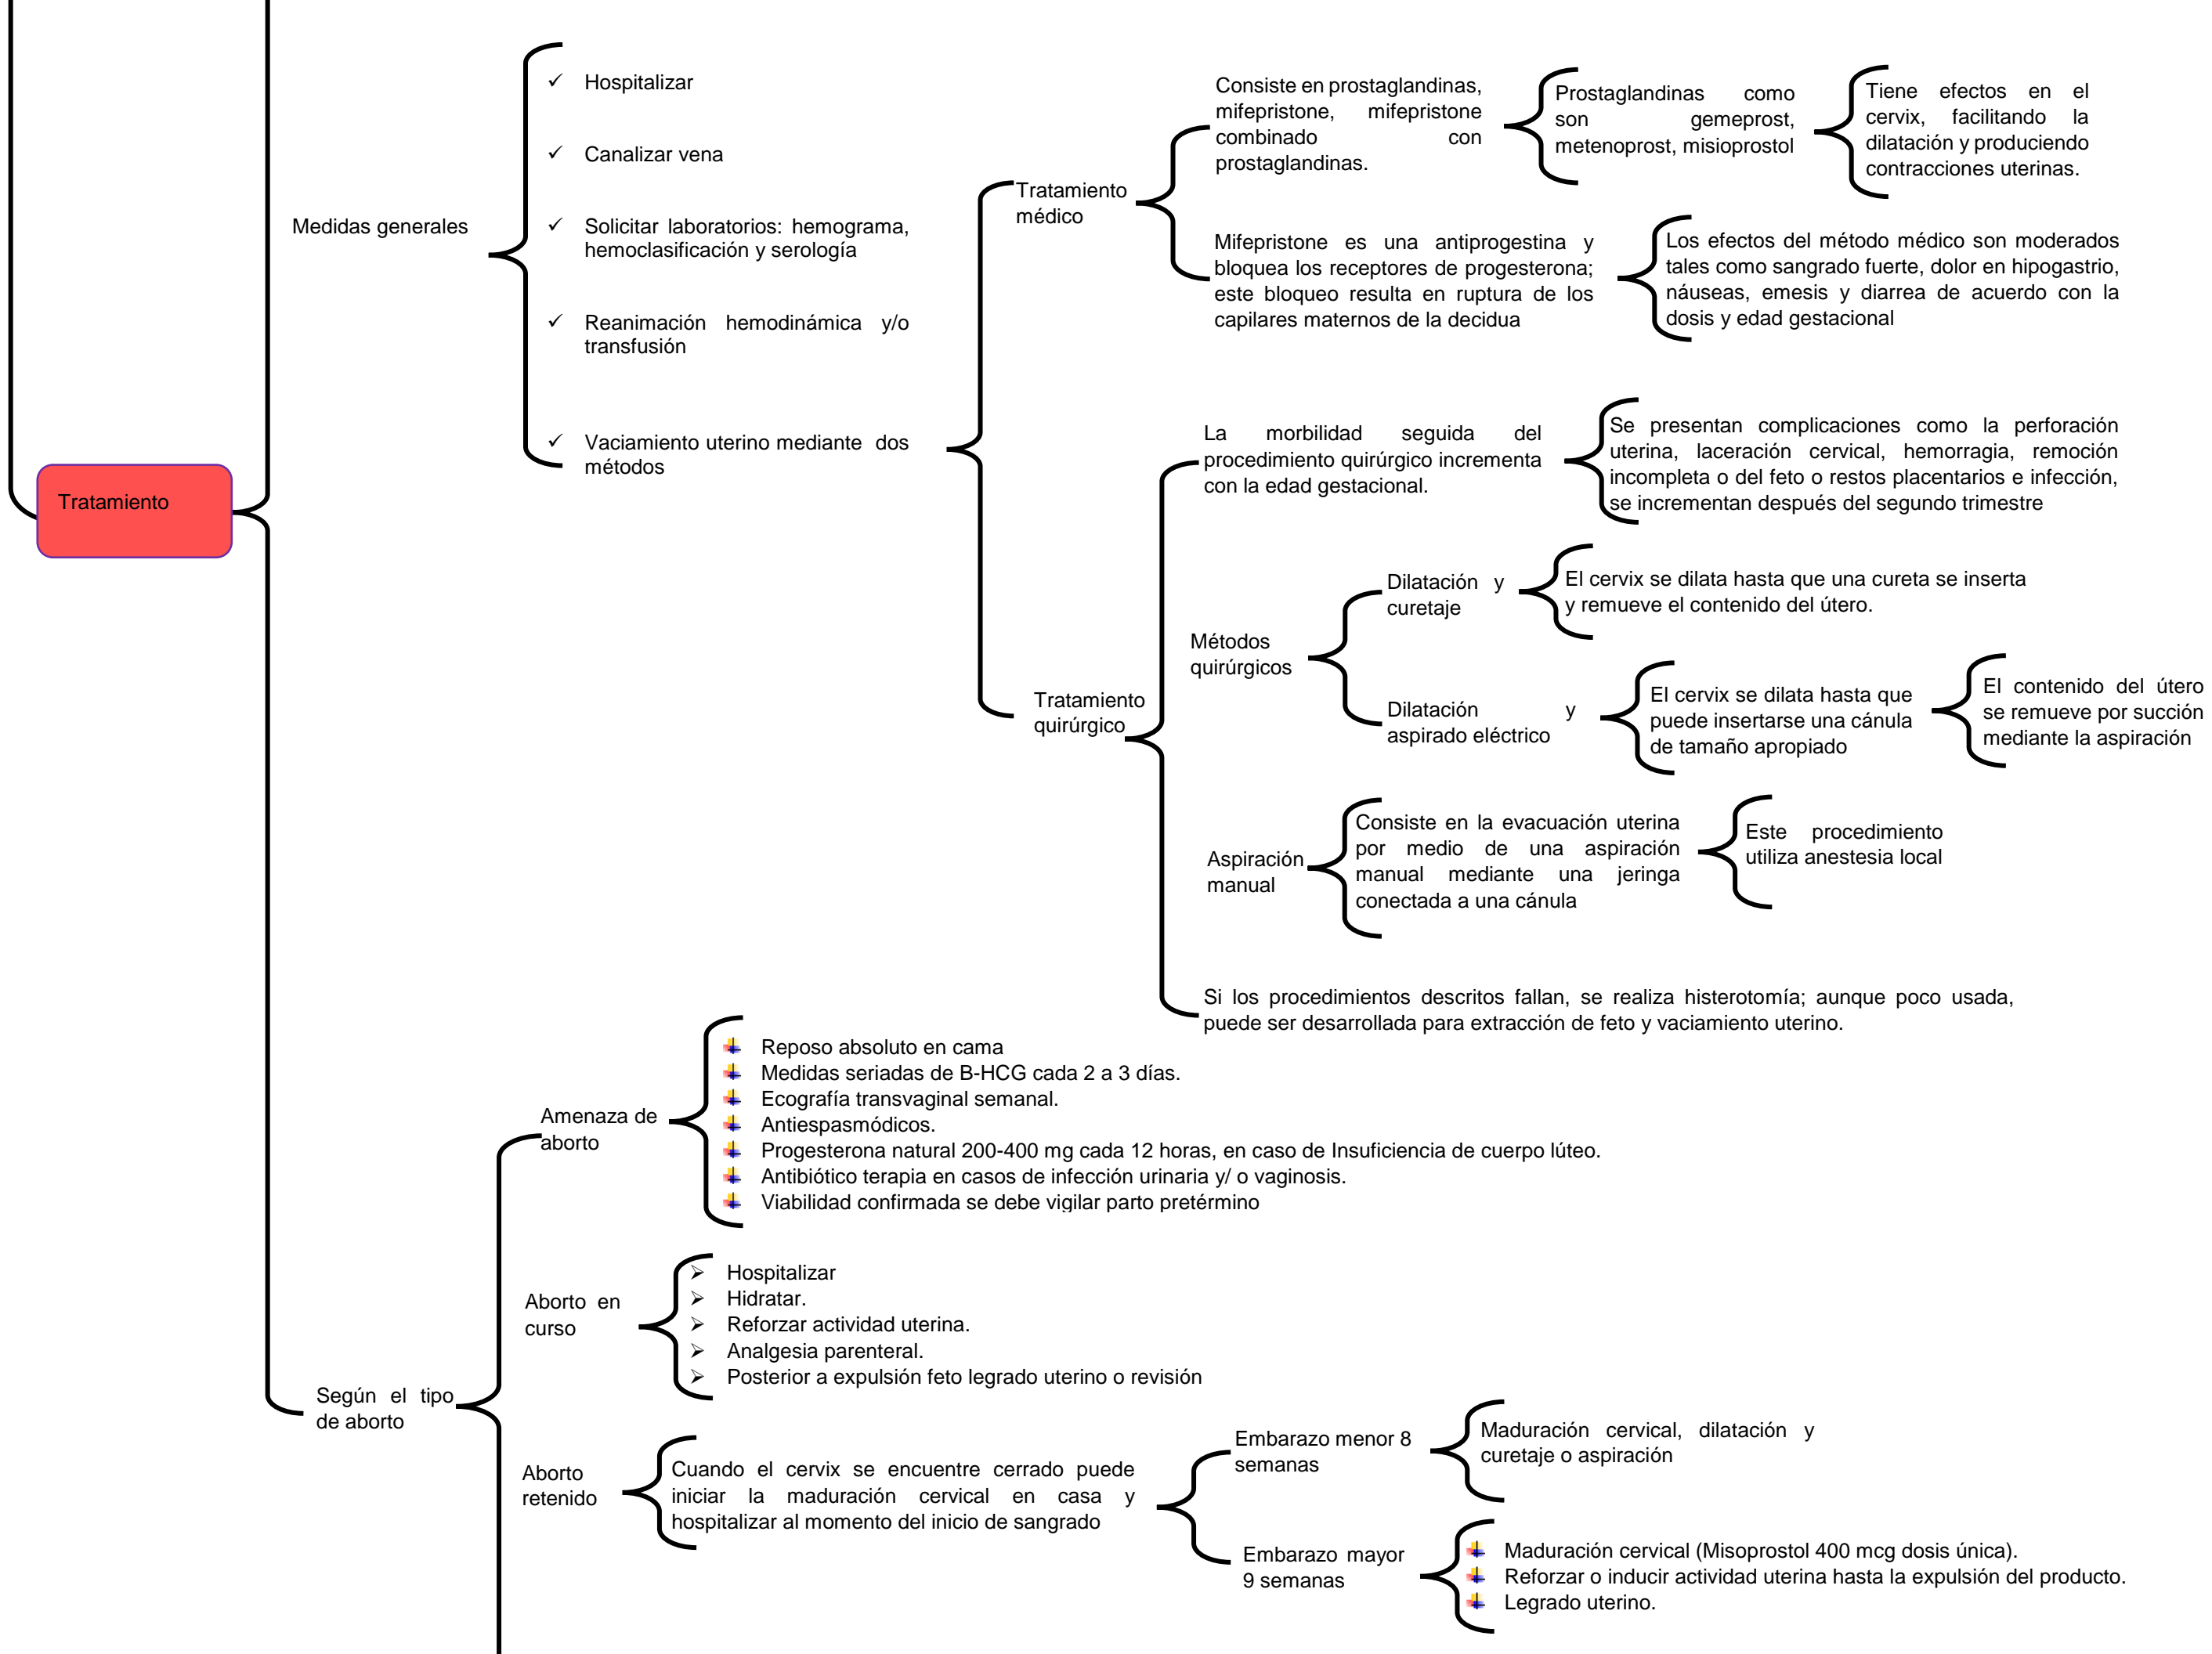 Tratamiento
Medidas generales
✓ Hospitalizar
✓ Canalizar vena
✓ Solicitar laboratorios: hemograma,
hemoclasificación y serología
✓ Reanimación hemodinámica y/o
transfusión
✓ Vaciamiento uterino mediante dos
métodos
Tratamiento
médico
Consiste en prostaglandinas,
mifepristone, mifepristone
combinado con
prostaglandinas.
Prostaglandinas como
son gemeprost,
metenoprost, misioprostol
Tiene efectos en el
cervix, facilitando la
dilatación y produciendo
contracciones uterinas.
Mifepristone es una antiprogestina y
bloquea los receptores de progesterona;
este bloqueo resulta en ruptura de los
capilares maternos de la decidua
Los efectos del método médico son moderados
tales como sangrado fuerte, dolor en hipogastrio,
náuseas, emesis y diarrea de acuerdo con la
dosis y edad gestacional
Tratamiento
quirúrgico
La morbilidad seguida del
procedimiento quirúrgico incrementa
con la edad gestacional.
Se presentan complicaciones como la perforación
uterina, laceración cervical, hemorragia, remoción
incompleta o del feto o restos placentarios e infección,
se incrementan después del segundo trimestre
Métodos
quirúrgicos
Dilatación y
curetaje
El cervix se dilata hasta que una cureta se inserta
y remueve el contenido del útero.
Dilatación y
aspirado eléctrico
El cervix se dilata hasta que
puede insertarse una cánula
de tamaño apropiado
El contenido del útero
se remueve por succión
mediante la aspiración
Aspiración
manual
Consiste en la evacuación uterina
por medio de una aspiración
manual mediante una jeringa
conectada a una cánula
Este procedimiento
utiliza anestesia local
Si los procedimientos descritos fallan, se realiza histerotomía; aunque poco usada,
puede ser desarrollada para extracción de feto y vaciamiento uterino.
Según el tipo
de aborto
Amenaza de
aborto
Reposo absoluto en cama
Medidas seriadas de B-HCG cada 2 a 3 días.
Ecografía transvaginal semanal.
Antiespasmódicos.
Progesterona natural 200-400 mg cada 12 horas, en caso de Insuficiencia de cuerpo lúteo.
Antibiótico terapia en casos de infección urinaria y/ o vaginosis.
Viabilidad confirmada se debe vigilar parto pretérmino
Aborto en
curso
➢ Hospitalizar
➢ Hidratar.
➢ Reforzar actividad uterina.
➢ Analgesia parenteral.
➢ Posterior a expulsión feto legrado uterino o revisión
Aborto
retenido
Cuando el cervix se encuentre cerrado puede
iniciar la maduración cervical en casa y
hospitalizar al momento del inicio de sangrado
Embarazo menor 8
semanas
Maduración cervical, dilatación y
curetaje o aspiración
Embarazo mayor
9 semanas
Maduración cervical (Misoprostol 400 mcg dosis única).
Reforzar o inducir actividad uterina hasta la expulsión del producto.
Legrado uterino.